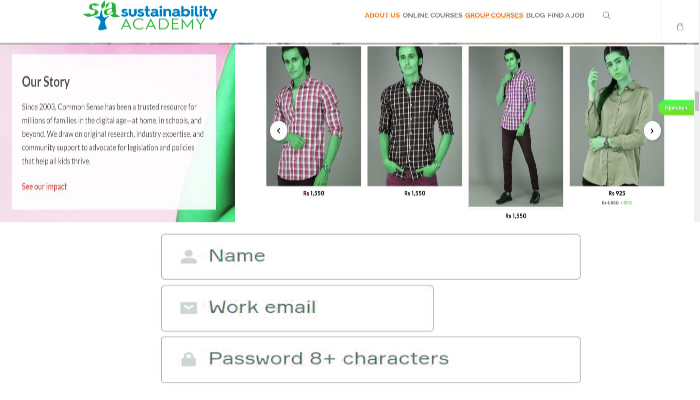 sa sustainability
ACADEMY
ABOUT US ONLINE COURSES GROUP COURSES BLOG FIND A JOB
Our Story
Since 2003, Common Sense has been a trusted resource for
millions of families in the digital age—at home, in schools, and
beyond. We draw on original research, industry expertise, and
community support to advocate for legislation and policies
that help all kids thrive.
See our impact
Rs 1,550
Rs 1,550
Rs 1,550
Rs 925
Rs 1,850
Open Ap
Name
Work email
Password 8+ characters